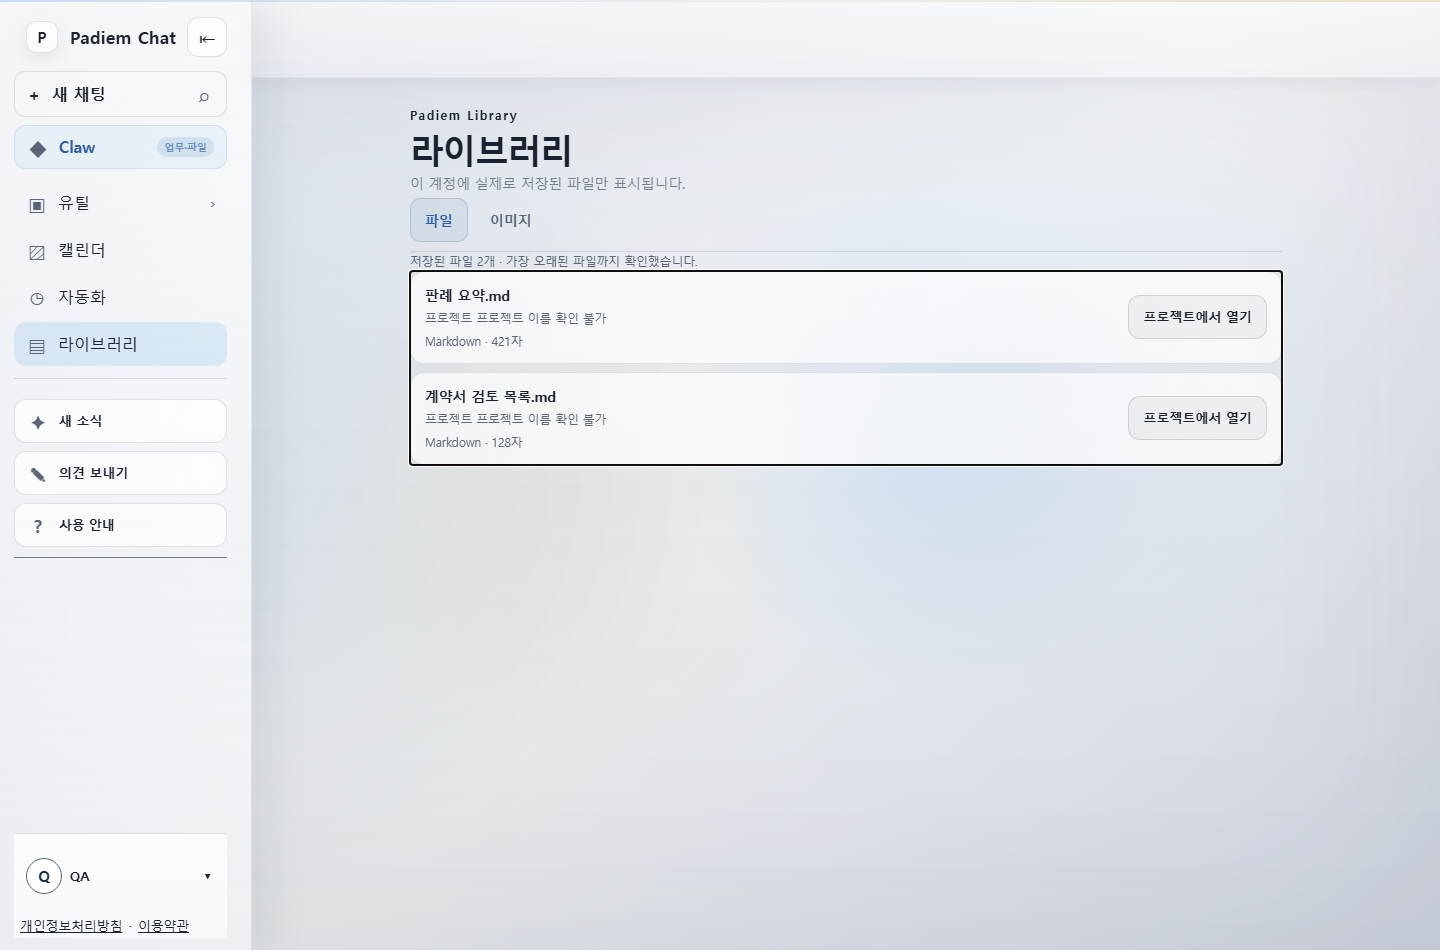 P Padiem Chat
+ 새 채팅
Claw 업무·파일
유틸
캘린더
자동화
라이브러리
새 소식
의견 보내기
? 사용 안내
Q QA
개인정보처리방침 · 이용약관
Padiem Library
라이브러리
이 계정에 실제로 저장된 파일만 표시됩니다.
파일 이미지
저장된 파일 2개 · 가장 오래된 파일까지 확인했습니다.
판례 요약.md
프로젝트 프로젝트 이름 확인 불가
Markdown · 421자
프로젝트에서 열기
계약서 검토 목록.md
프로젝트 프로젝트 이름 확인 불가
Markdown · 128자
프로젝트에서 열기